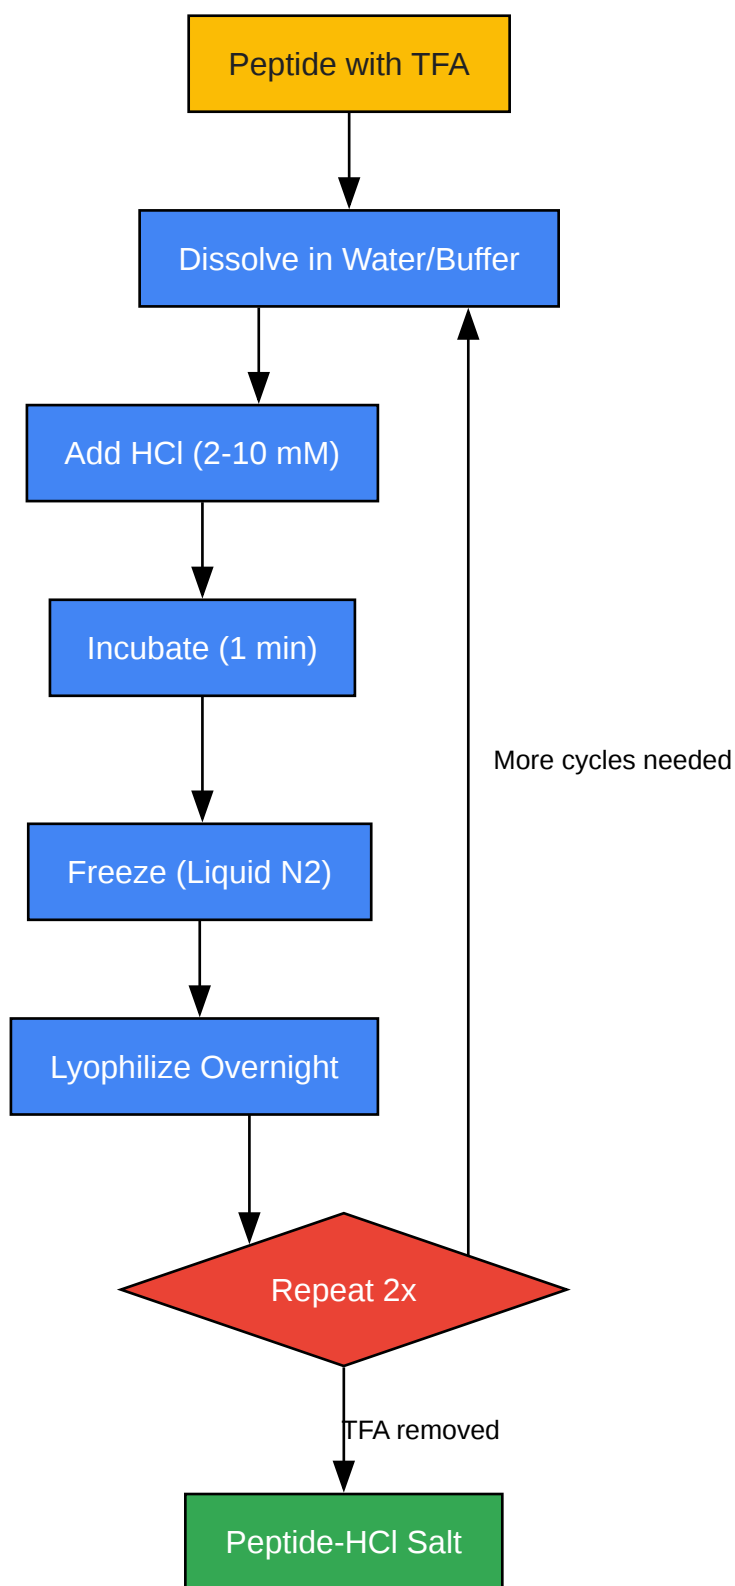 Peptide with TFA
Dissolve in Water/Buffer
Add HCl (2-10 mM)
Incubate (1 min)
More cycles needed
Freeze (Liquid N2)
Lyophilize Overnight
Repeat 2x
TFA removed
Peptide-HCl Salt